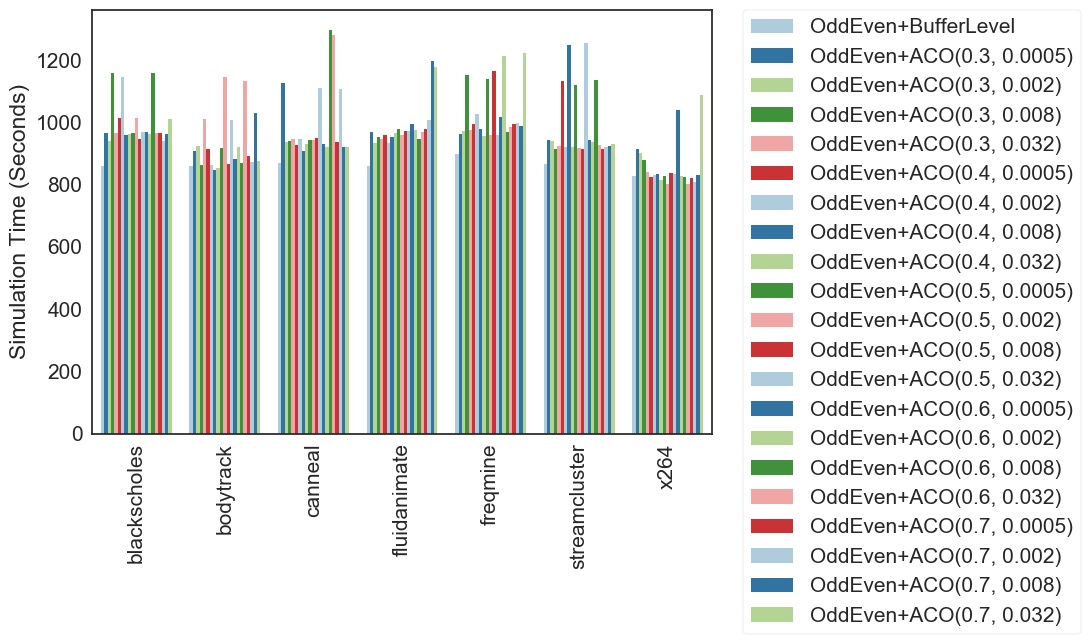 Simulation Time (Seconds)
1200
1000
800
600
400
200
0
blackscholes
bodytrack
canneal
fluidanimate
freqmine
streamcluster
x264
OddEven+BufferLevel
OddEven+ACO(0.3, 0.0005)
OddEven+ACO(0.3, 0.002)
OddEven+ACO(0.3, 0.008)
OddEven+ACO(0.3, 0.032)
OddEven+ACO(0.4, 0.0005)
OddEven+ACO(0.4, 0.002)
OddEven+ACO(0.4, 0.008)
OddEven+ACO(0.4, 0.032)
OddEven+ACO(0.5, 0.0005)
OddEven+ACO(0.5, 0.002)
OddEven+ACO(0.5, 0.008)
OddEven+ACO(0.5, 0.032)
OddEven+ACO(0.6, 0.0005)
OddEven+ACO(0.6, 0.002)
OddEven+ACO(0.6, 0.008)
OddEven+ACO(0.6, 0.032)
OddEven+ACO(0.7, 0.0005)
OddEven+ACO(0.7, 0.002)
OddEven+ACO(0.7, 0.008)
OddEven+ACO(0.7, 0.032)